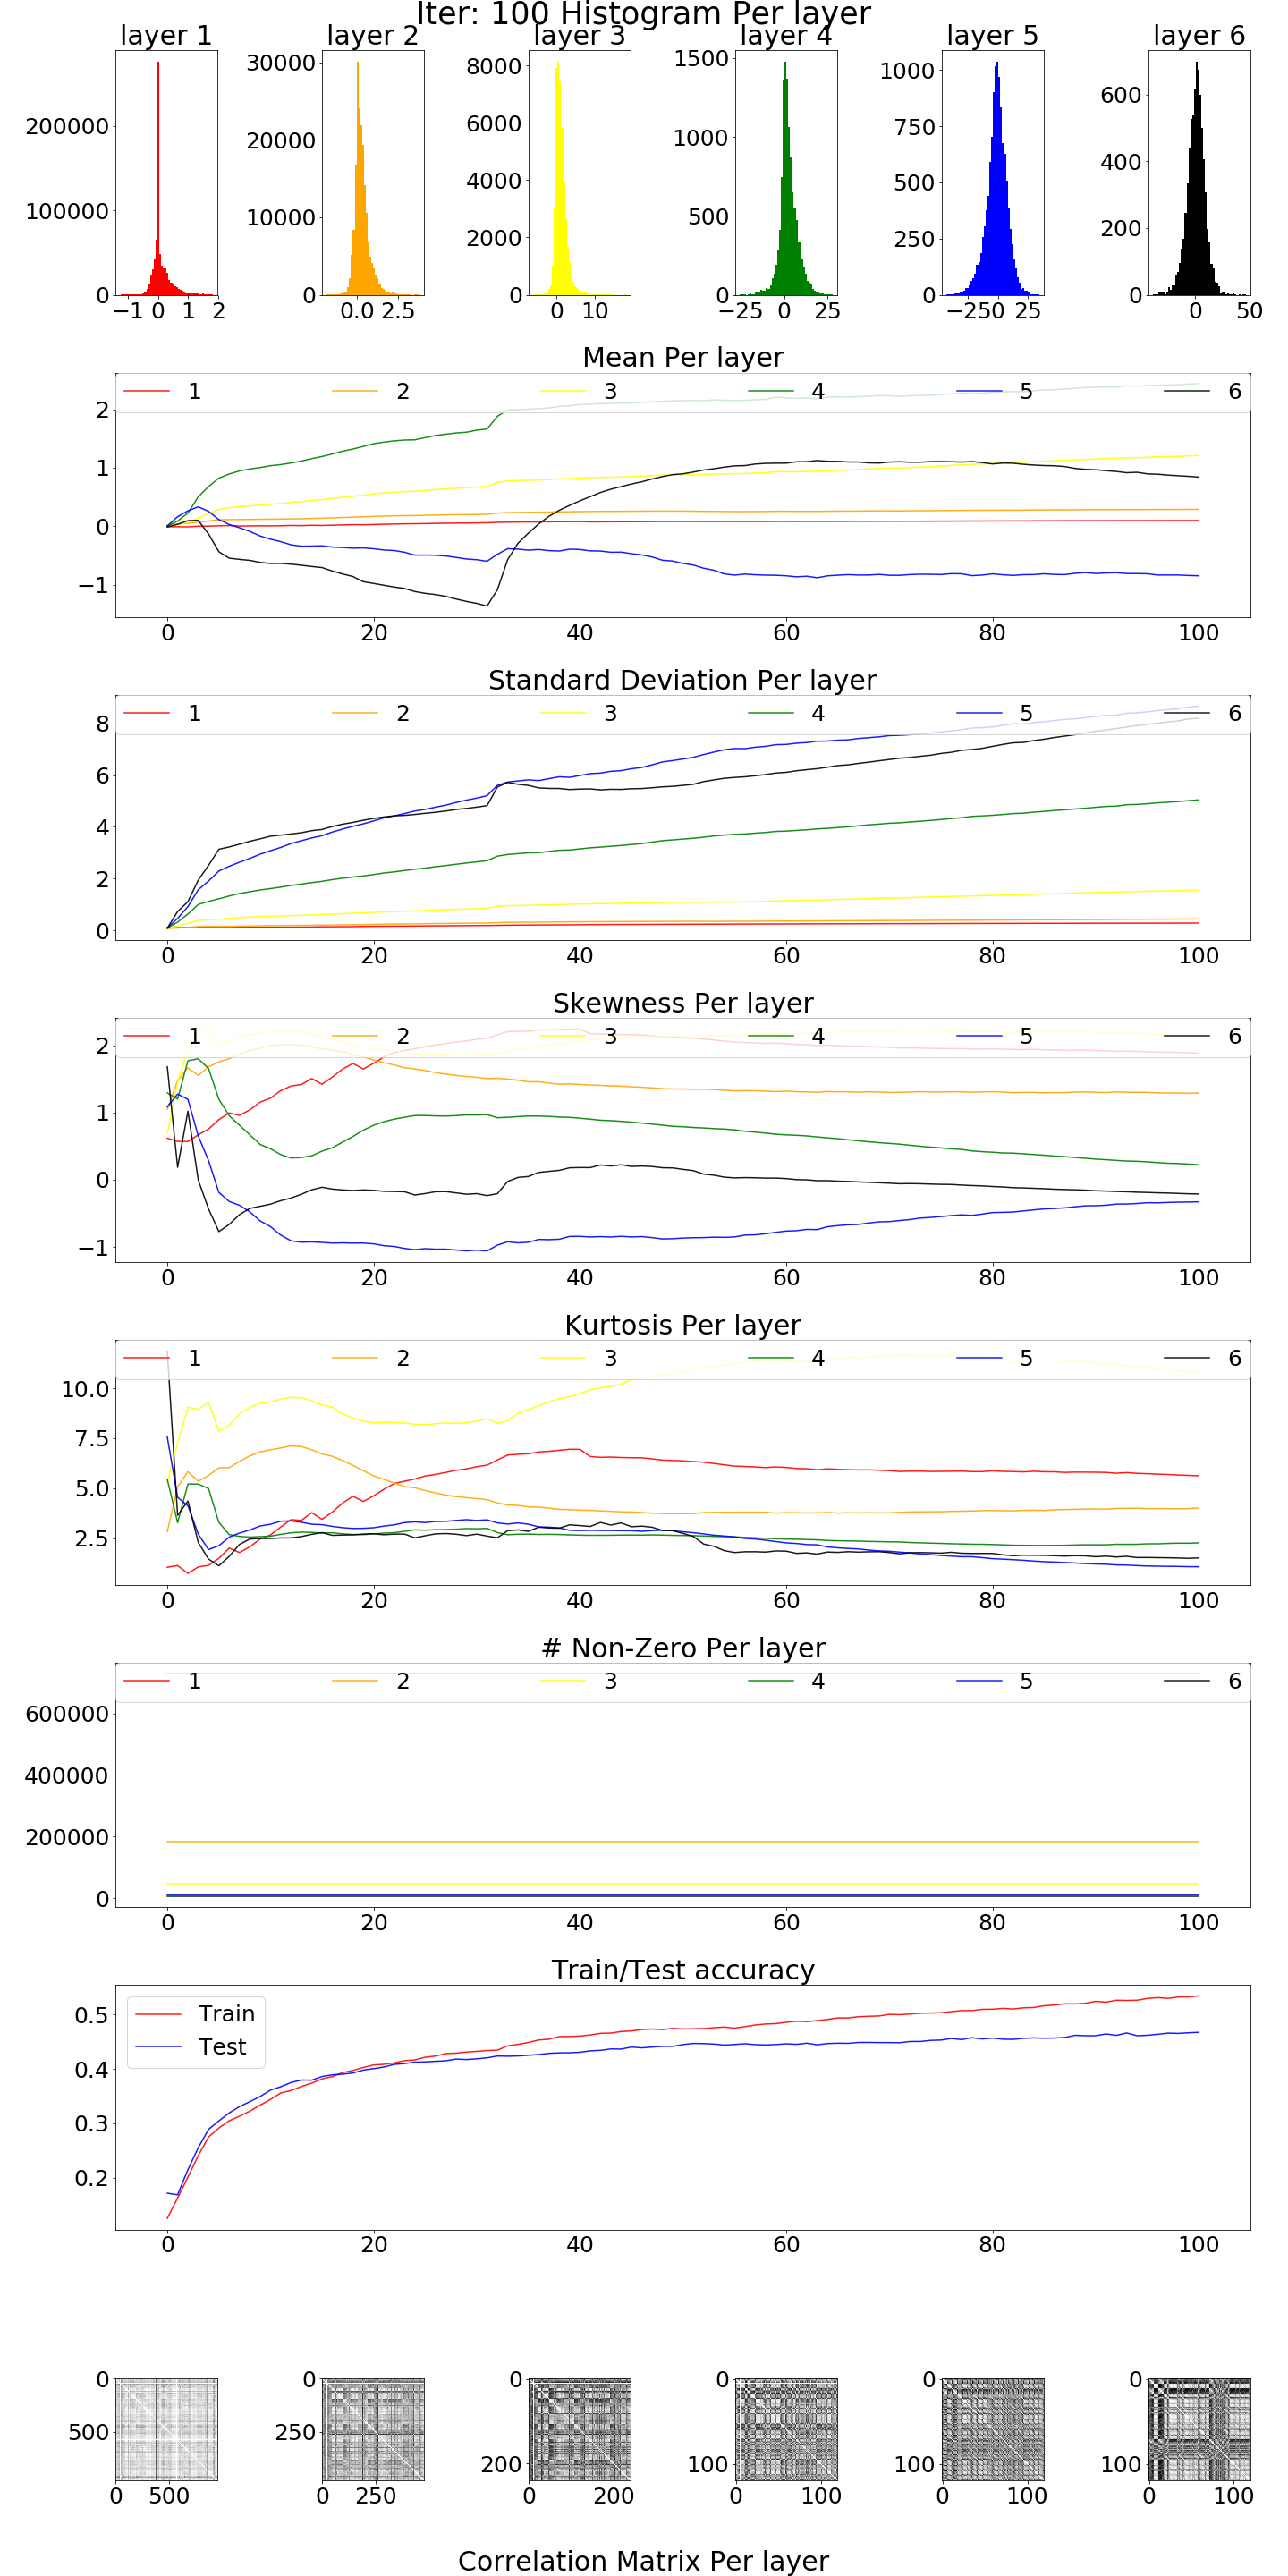 Iter: 100 Histogram Per layer
layer 1 layer 2 layer 3 layer 4 layer 5 layer 6
200000 100000 0
30000 20000 10000 0
8000 6000 4000 2000 0
1500 1000 500 0
1000 750 500 250 0
600 400 200 0
−1 0 1 2
0.0 2.5
0 10
−25 0 25
−25 0 25
0 50
Mean Per layer
1 2 3 4 5 6
2
1
0
−1
0 20 40 60 80 100
Standard Deviation Per layer
1 2 3 4 5 6
8
6
4
2
0
0 20 40 60 80 100
Skewness Per layer
1 2 3 4 5 6
2
1
0
−1
0 20 40 60 80 100
Kurtosis Per layer
1 2 3 4 5 6
10.0
7.5
5.0
2.5
0 20 40 60 80 100
# Non-Zero Per layer
1 2 3 4 5 6
600000
400000
200000
0
0 20 40 60 80 100
Train/Test accuracy
Train
Test
0.5
0.4
0.3
0.2
0 20 40 60 80 100
0 500
0 250
0 200
0 100
0 100
0 100
0 500
0 250
0 200
0 100
0 100
0 100
Correlation Matrix Per layer